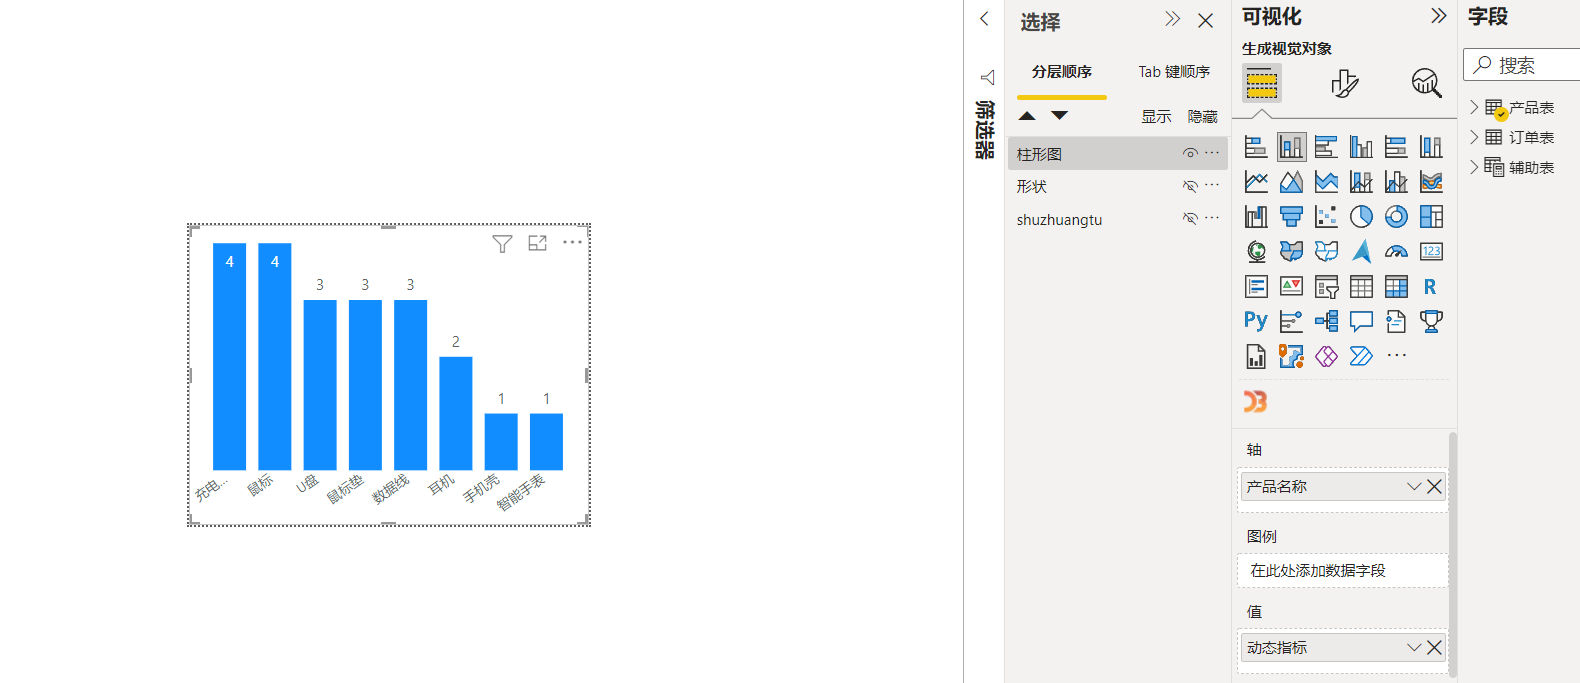 4
4
3
3
3
2
1
1
充电...
鼠标
U盘
鼠标垫
数据线
耳机
手机壳
智能手表
筛选器
选择
分层顺序
Tab 键顺序
显示
隐藏
柱形图
形状
shuzhuangtu
可视化
生成视觉对象
123
R
Py
轴
产品名称
图例
在此处添加数据字段
值
动态指标
字段
搜索
产品表
订单表
辅助表